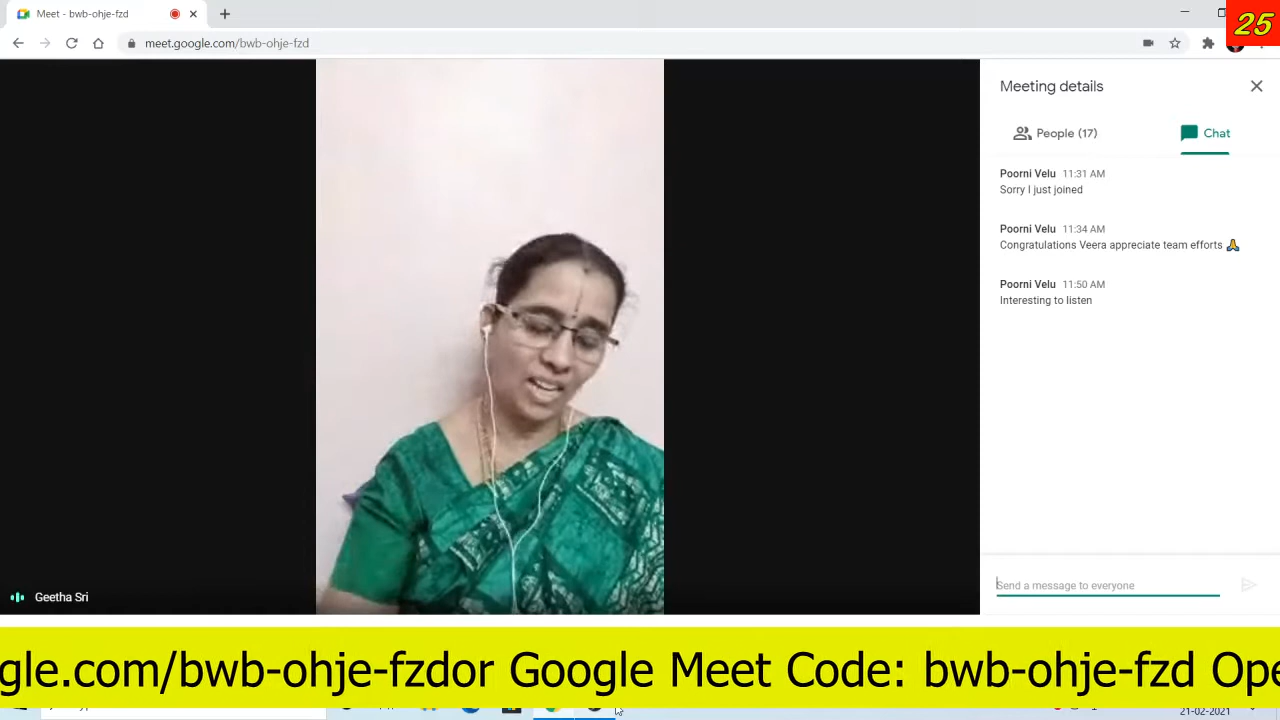 Meet - bwb-ohje-fzd
25
meet.google.com/bwb-ohje-fzd
Meeting details
People (17)
Chat
Poorni Velu 11:31 AM
Sorry I just joined
Poorni Velu 11:34 AM
Congratulations Veera appreciate team efforts 🙏
Poorni Velu 11:50 AM
Interesting to listen
Send a message to everyone
Geetha Sri
gle.com/bwb-ohje-fzdor Google Meet Code: bwb-ohje-fzd Ope
21-02-2021